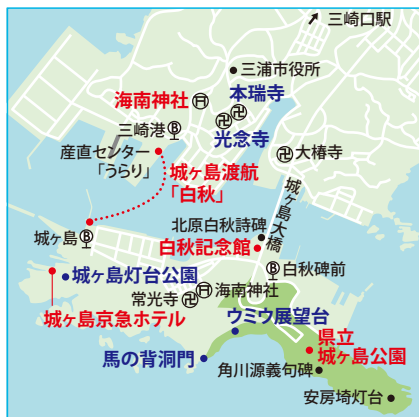 三崎口駅
三浦市役所
本瑞寺
海南神社
三崎港 B
光念寺
産直センター
「うらり」
大椿寺
城ヶ島渡航
「白秋」
城ヶ島大橋
北原白秋詩碑
城ヶ島 B
白秋記念館
B 白秋碑前
城ヶ島灯台公園
海南神社
常光寺
城ヶ島京急ホテル
ウミウ展望台
県立
城ヶ島公園
馬の背洞門
角川源義句碑
安房埼灯台